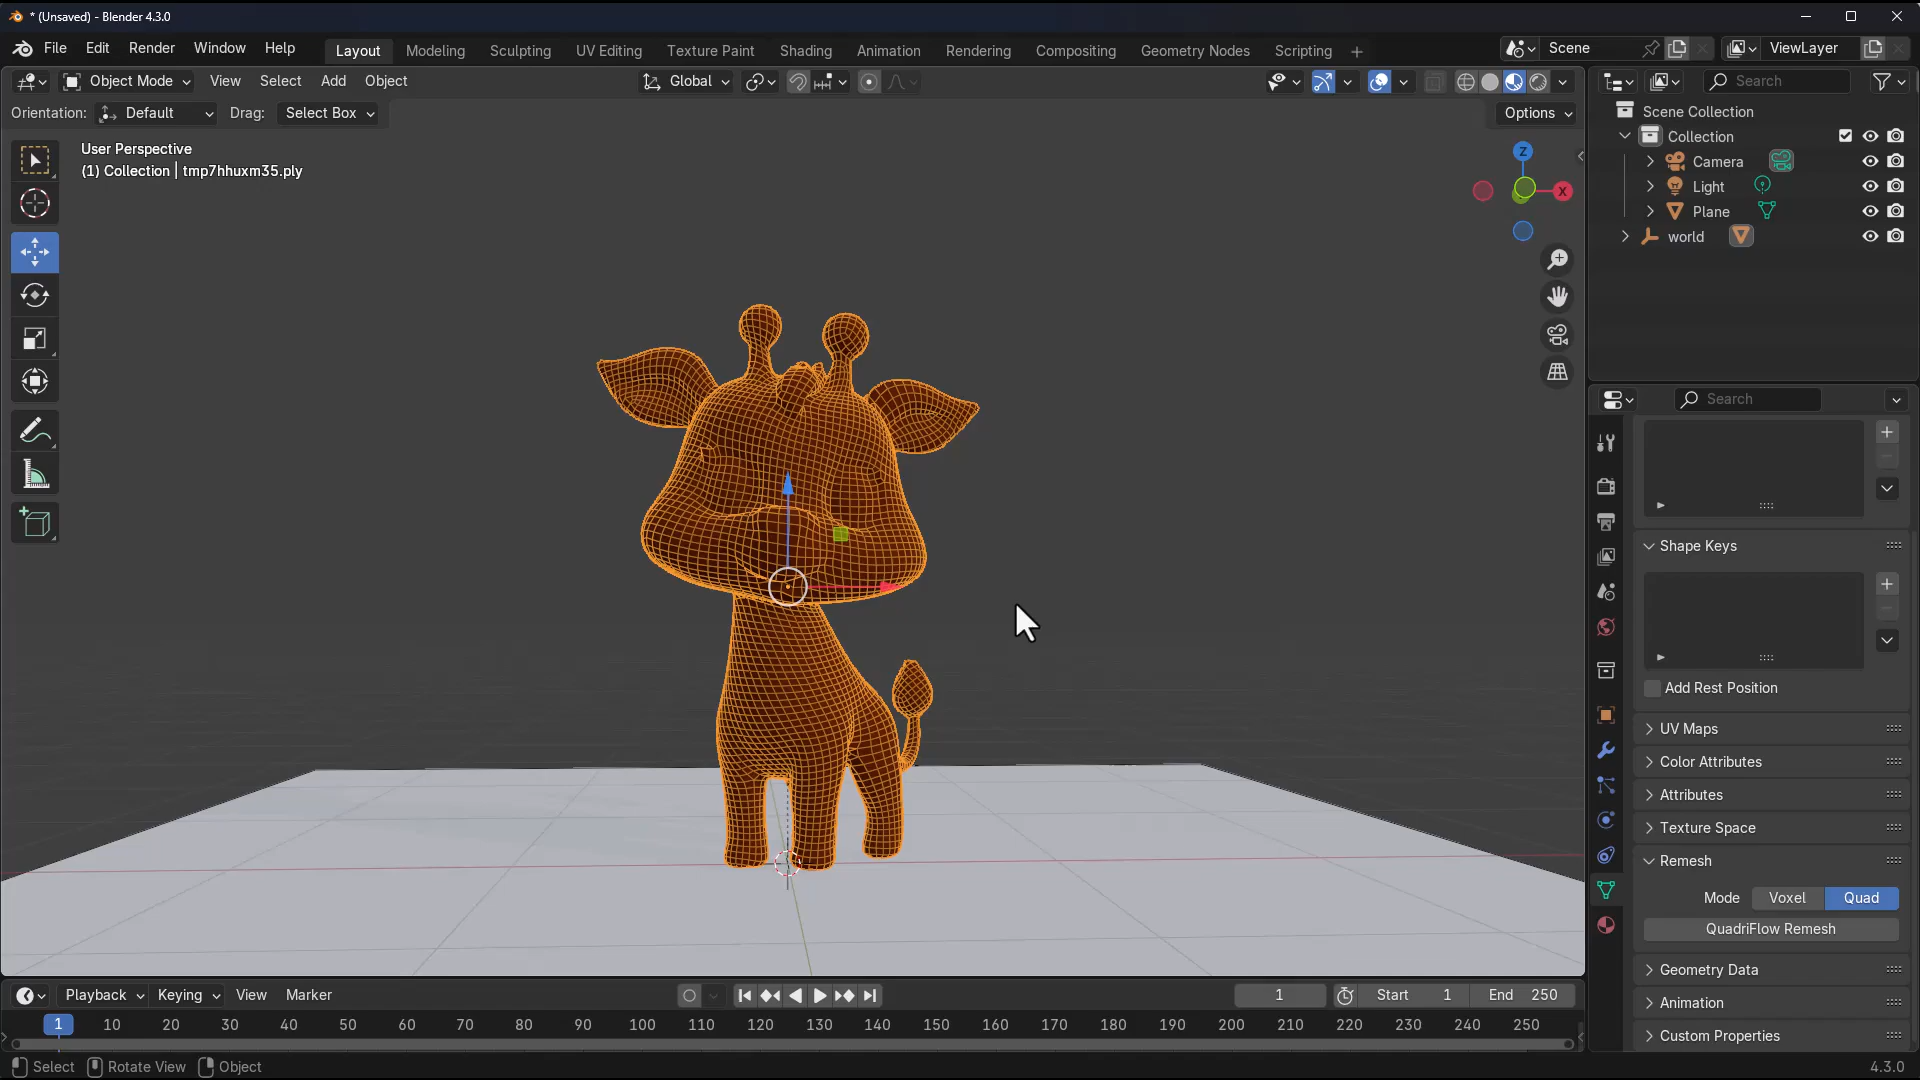 * (Unsaved) - Blender 4.3.0
File Edit Render Window Help
Layout Modeling Sculpting UV Editing Texture Paint Shading Animation Rendering Compositing Geometry Nodes Scripting +
Scene
ViewLayer
Object Mode View Select Add Object
Global
Search
Orientation: Default Drag: Select Box
Options
User Perspective
(1) Collection | tmp7hhuxm35.ply
Z
X
Scene Collection
Collection
Camera
Light
Plane
world
Search
Shape Keys
Add Rest Position
UV Maps
Color Attributes
Attributes
Texture Space
Remesh
Mode Voxel Quad
QuadriFlow Remesh
Geometry Data
Animation
Custom Properties
Playback Keying View Marker
1 Start 1 End 250
1 10 20 30 40 50 60 70 80 90 100 110 120 130 140 150 160 170 180 190 200 210 220 230 240 250
Select Rotate View Object
4.3.0